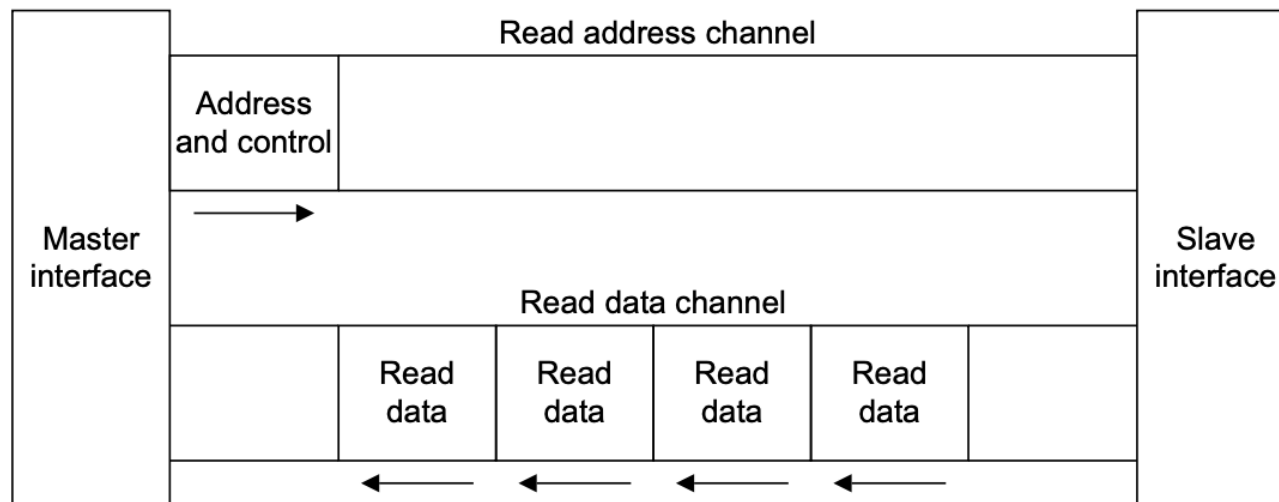 Read address channel
Address
and control
Master
interface
Slave
interface
Read data channel
Read
data
Read
data
Read
data
Read
data